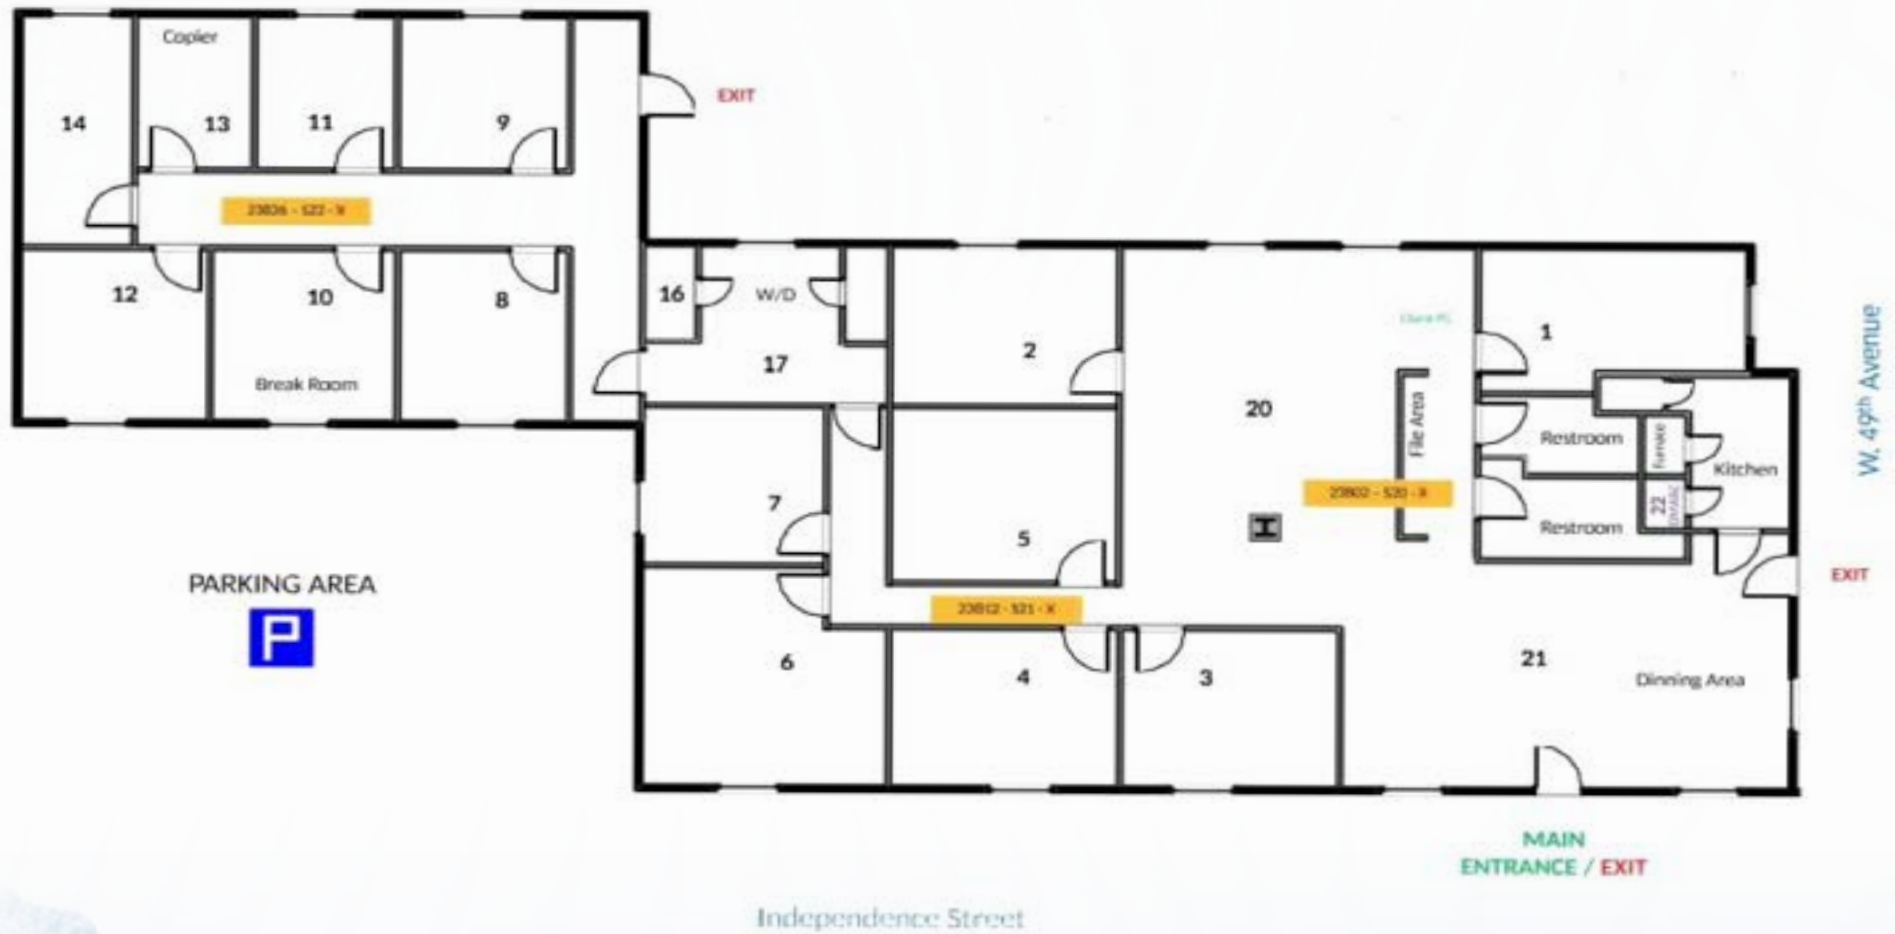 Copier
14
13
11
9
EXIT
12
10
8
16
W/D
17
2
1
20
File Area
Restroom
Furnace
Kitchen
22
Restroom
Break Room
7
5
W. 49th Avenue
EXIT
PARKING AREA
P
6
4
3
21
Dinning Area
MAIN
ENTRANCE / EXIT
Independence Street